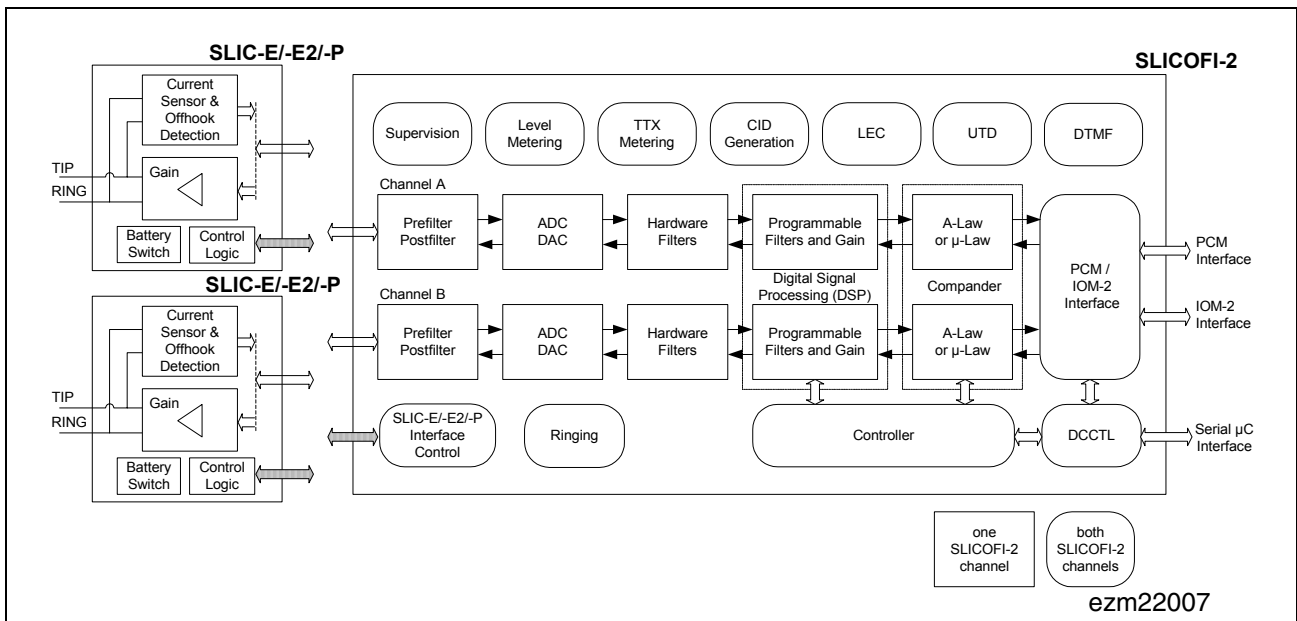 SLIC-E/-E2/-P
SLICOFI-2
Current
Sensor &
Offhook
Detection
TIP
RING
Gain
Battery
Switch
Control
Logic
SLIC-E/-E2/-P
Current
Sensor &
Offhook
Detection
TIP
RING
Gain
Battery
Switch
Control
Logic
Supervision
Level
Metering
TTX
Metering
CID
Generation
LEC
UTD
DTMF
Channel A
Prefilter
Postfilter
ADC
DAC
Hardware
Filters
Programmable
Filters and Gain
A-Law
or µ-Law
Digital Signal
Processing (DSP)
Compander
PCM /
IOM-2
Interface
PCM
Interface
IOM-2
Interface
Channel B
Prefilter
Postfilter
ADC
DAC
Hardware
Filters
Programmable
Filters and Gain
A-Law
or µ-Law
SLIC-E/-E2/-P
Interface
Control
Ringing
Controller
DCCTL
Serial µC
Interface
one
SLICOFI-2
channel
both
SLICOFI-2
channels
ezm22007